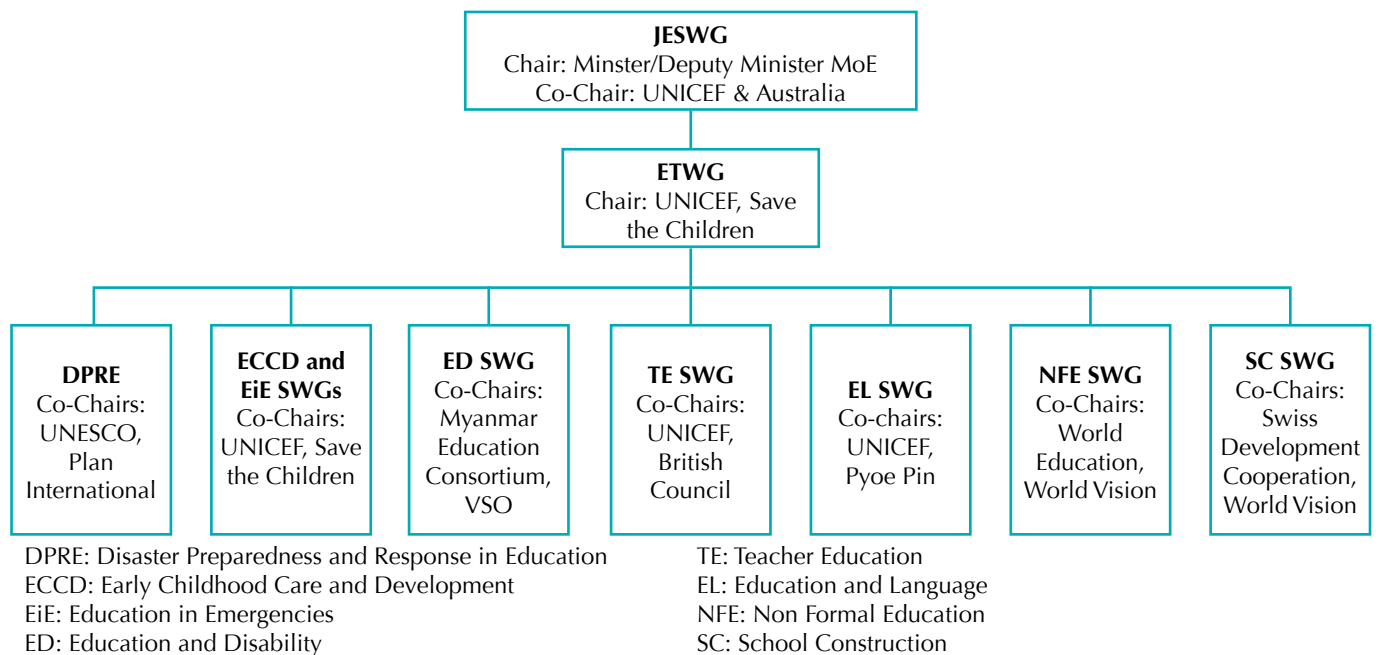 JESWG
Chair: Minster/Deputy Minister MoE
Co-Chair: UNICEF & Australia
ETWG
Chair: UNICEF, Save
the Children
DPRE
Co-Chairs:
UNESCO,
Plan
International
ECCD and
EiE SWGs
Co-Chairs:
UNICEF, Save
the Children
ED SWG
Co-Chairs:
Myanmar
Education
Consortium,
VSO
TE SWG
Co-Chairs:
UNICEF,
British
Council
EL SWG
Co-chairs:
UNICEF,
Pyoe Pin
NFE SWG
Co-Chairs:
World
Education,
World Vision
SC SWG
Co-Chairs:
Swiss
Development
Cooperation,
World Vision
DPRE: Disaster Preparedness and Response in Education
ECCD: Early Childhood Care and Development
EiE: Education in Emergencies
ED: Education and Disability
TE: Teacher Education
EL: Education and Language
NFE: Non Formal Education
SC: School Construction